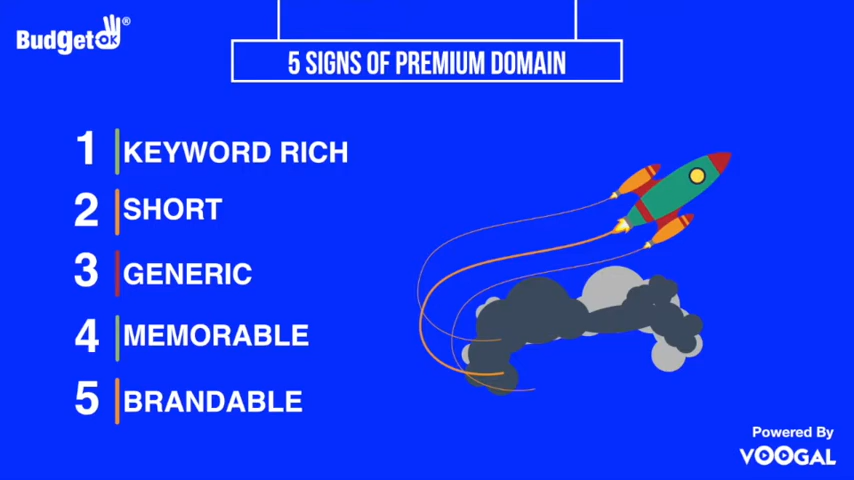 BudgetOK®
5 SIGNS OF PREMIUM DOMAIN
1 KEYWORD RICH
2 SHORT
3 GENERIC
4 MEMORABLE
5 BRANDABLE
Powered By
VOOGAL